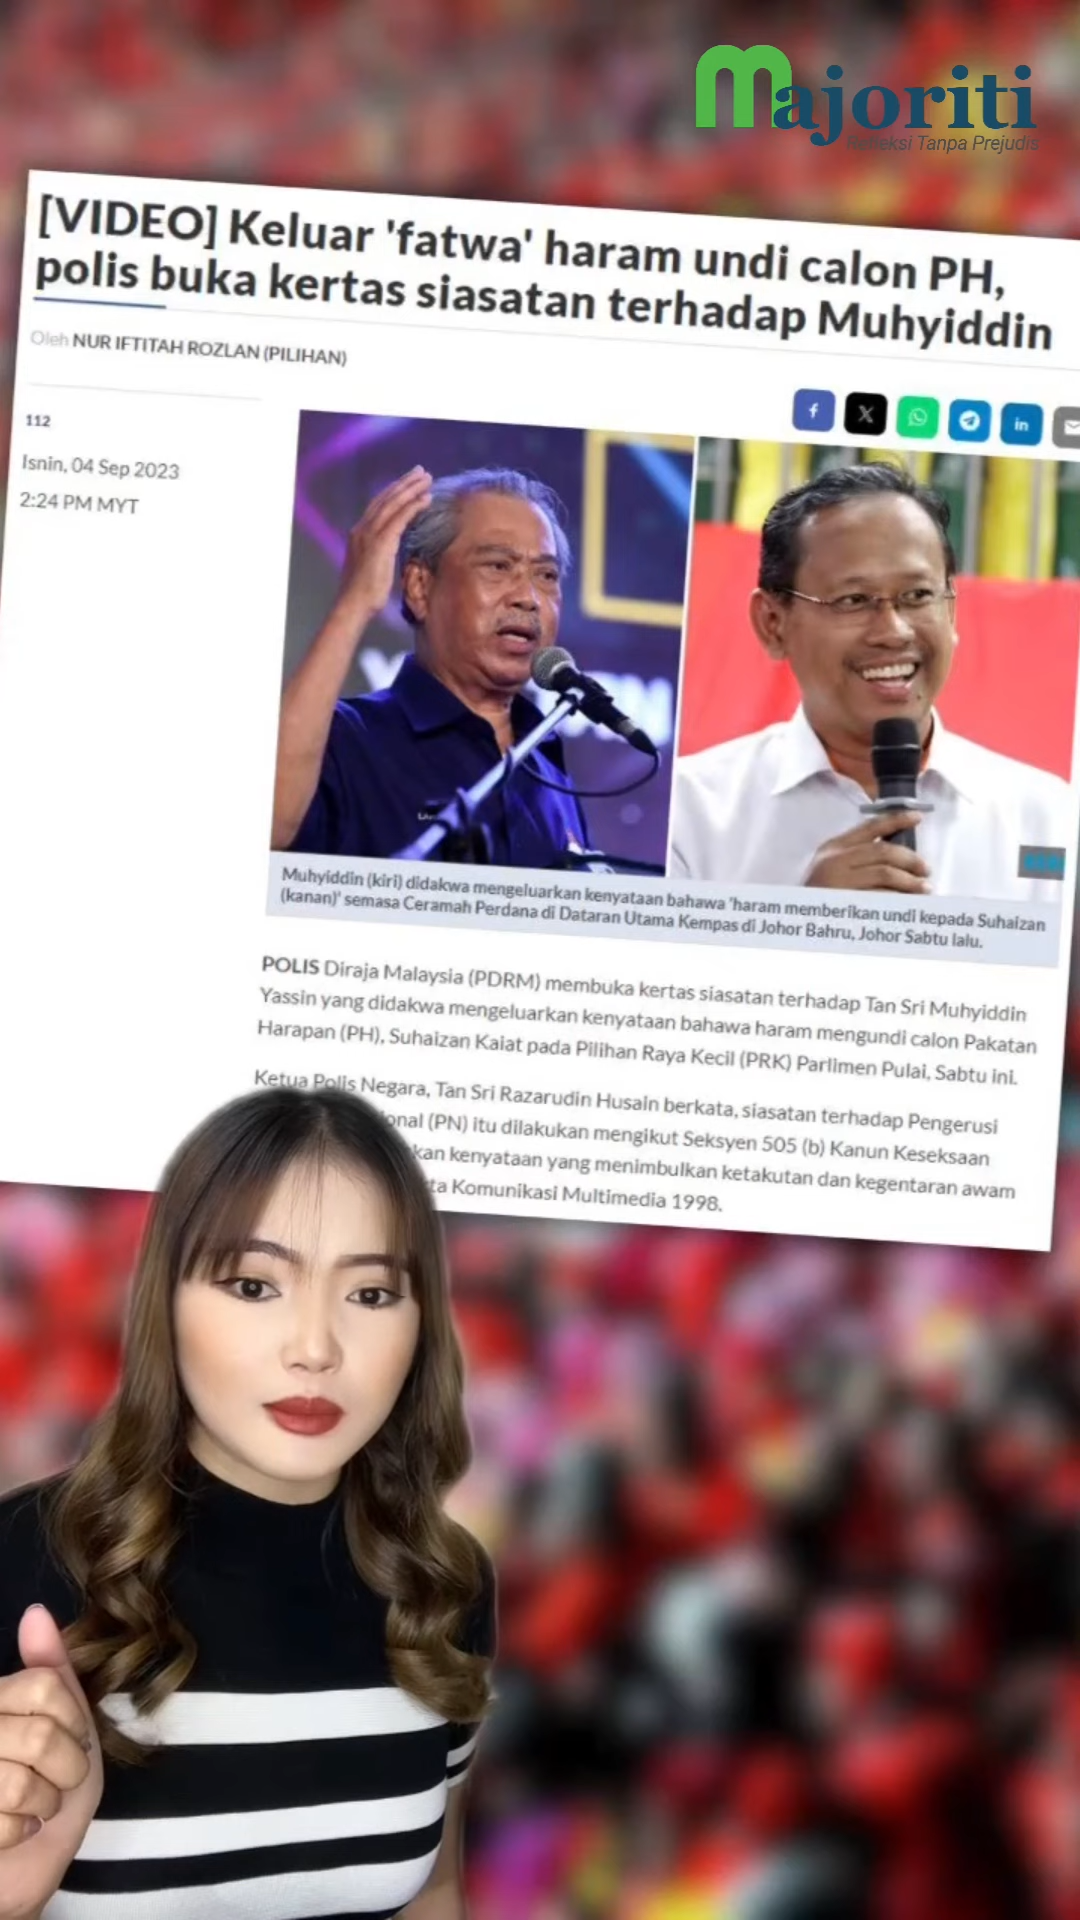 majoriti
Refleksi Tanpa Prejudis
[VIDEO] Keluar 'fatwa' haram undi calon PH,
polis buka kertas siasatan terhadap Muhyiddin
Oleh NUR IFTITAH ROZLAN (PILIHAN)
112
Isnin, 04 Sep 2023
2:24 PM MYT
Muhyiddin (kiri) didakwa mengeluarkan kenyataan bahawa 'haram memberikan undi kepada Suhaizan
(kanan)' semasa Ceramah Perdana di Dataran Utama Kempas di Johor Bahru, Johor Sabtu lalu.
POLIS Diraja Malaysia (PDRM) membuka kertas siasatan terhadap Tan Sri Muhyiddin
Yassin yang didakwa mengeluarkan kenyataan bahawa haram mengundi calon Pakatan
Harapan (PH), Suhaizan Kaiat pada Pilihan Raya Kecil (PRK) Parlimen Pulai, Sabtu ini.
Ketua Polis Negara, Tan Sri Razarudin Husain berkata, siasatan terhadap Pengerusi
onal (PN) itu dilakukan mengikut Seksyen 505 (b) Kanun Keseksaan
kan kenyataan yang menimbulkan ketakutan dan kegentaran awam
ta Komunikasi Multimedia 1998.